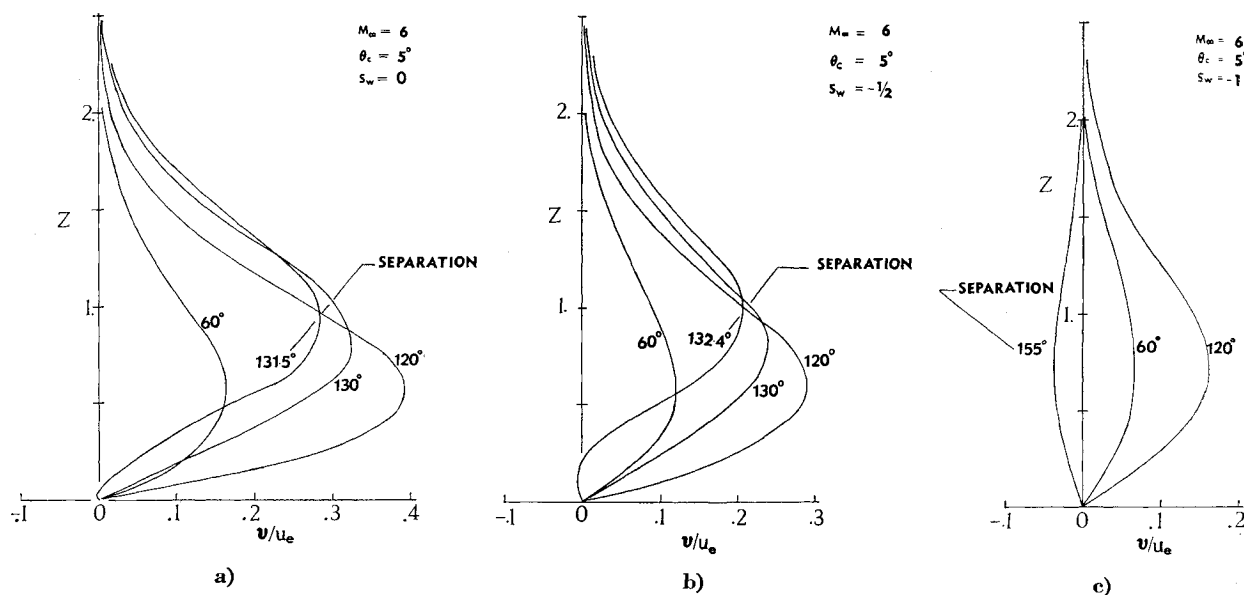 M∞ = 6
θc = 5°
Sw = 0
2.
Z
SEPARATION
1.
60°
131.5°
130°
120°
-.1 0 .1 .2 .3 .4
v/ue
a)
M∞ = 6
θc = 5°
Sw = -1/2
2.
Z
SEPARATION
1.
60°
132.4°
130°
120°
-.1 0 .1 .2 .3
v/ue
b)
M∞ = 6
θc = 5°
Sw = -1
2.
Z
SEPARATION
1.
155°
60°
120°
-.1 0 .1 .2
v/ue
c)